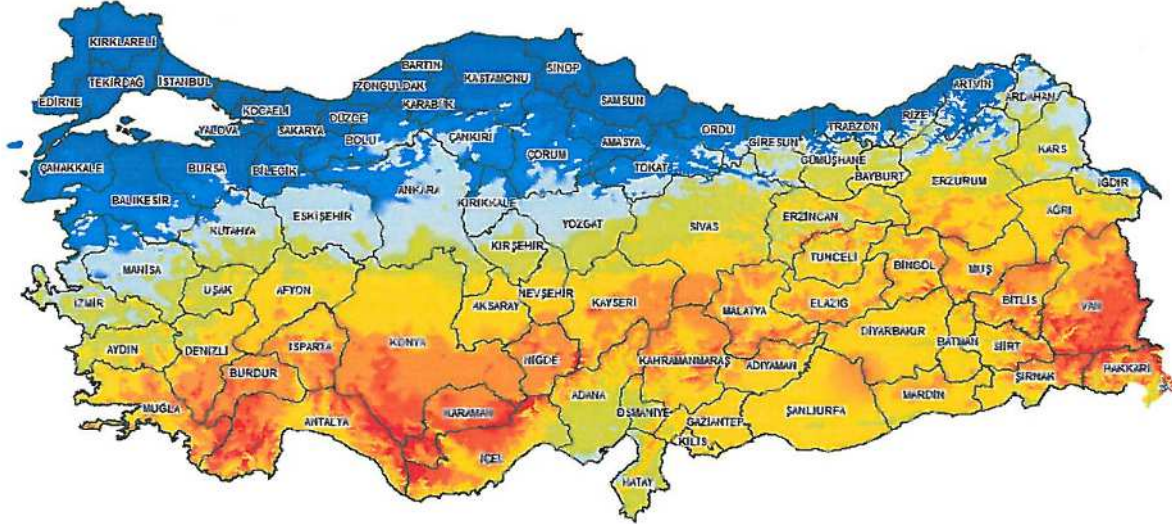 KIRKLARELİ
TEKİRDAĞ
İSTANBUL
EDİRNE
ÇANAKKALE
KOCAELİ
YALOVA
SAKARYA
DÜZCE
BOLU
ZONGULDAK
BARTIN
KARABÜK
KASTAMONU
SİNOP
ÇANKIRI
SAMSUN
ÇORUM
AMASYA
TOKAT
ORDU
GİRESUN
TRABZON
RİZE
ARTVİN
ARDAHAN
GÜMÜŞHANE
BAYBURT
KARS
IĞDIR
ERZURUM
AĞRI
BALIKESİR
BURSA
BİLECİK
KÜTAHYA
ESKİŞEHİR
ANKARA
KIRIKKALE
KIRŞEHİR
YOZGAT
SİVAS
ERZİNCAN
TUNCELİ
BİNGÖL
MUŞ
BİTLİS
VAN
MANİSA
İZMİR
UŞAK
AFYON
AKSARAY
NEVŞEHİR
KAYSERİ
MALATYA
ELAZIĞ
DİYARBAKIR
BATMAN
SİİRT
ŞIRNAK
HAKKARİ
AYDIN
DENİZLİ
ISPARTA
BURDUR
KONYA
NİĞDE
KAHRAMANMARAŞ
ADIYAMAN
MARDİN
MUĞLA
ANTALYA
KARAMAN
İÇEL
ADANA
OSMANİYE
GAZİANTEP
KİLİS
ŞANLIURFA
HATAY